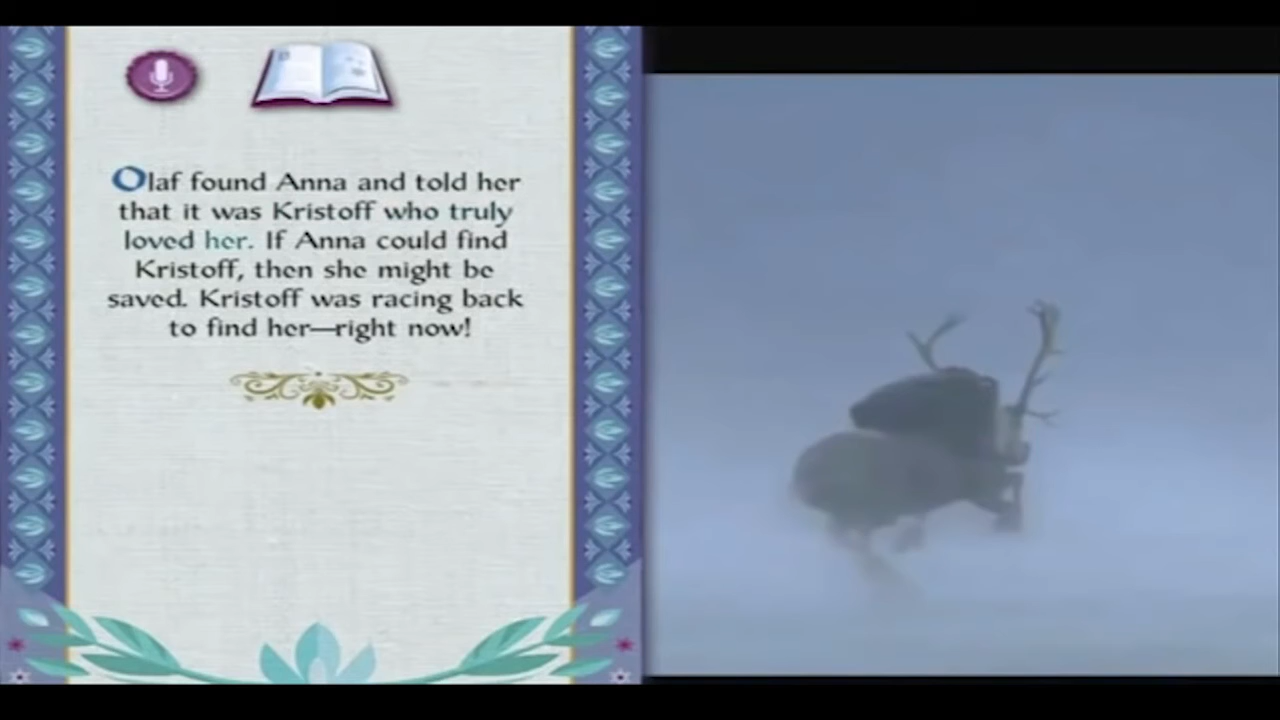 Olaf found Anna and told her
that it was Kristoff who truly
loved her. If Anna could find
Kristoff, then she might be
saved. Kristoff was racing back
to find her—right now!